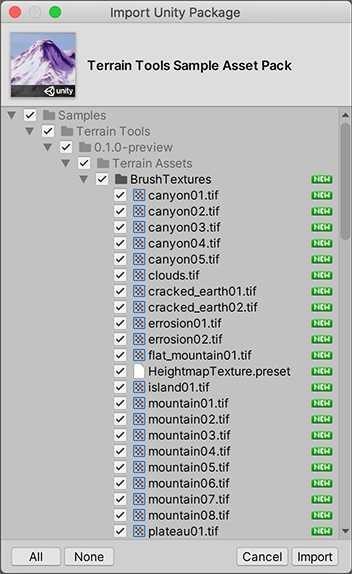 Import Unity Package
unity
Terrain Tools Sample Asset Pack
Samples
Terrain Tools
0.1.0-preview
Terrain Assets
BrushTextures NEW
canyon01.tif NEW
canyon02.tif NEW
canyon03.tif NEW
canyon04.tif NEW
canyon05.tif NEW
clouds.tif NEW
cracked_earth01.tif NEW
cracked_earth02.tif NEW
errosion01.tif NEW
errosion02.tif NEW
flat_mountain01.tif NEW
HeightmapTexture.preset NEW
island01.tif NEW
mountain01.tif NEW
mountain02.tif NEW
mountain03.tif NEW
mountain04.tif NEW
mountain05.tif NEW
mountain06.tif NEW
mountain07.tif NEW
mountain08.tif NEW
plateau01.tif NEW
All None Cancel Import